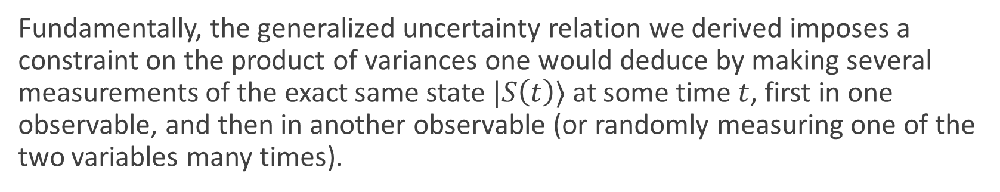 Fundamentally, the generalized uncertainty relation we derived imposes a
constraint on the product of variances one would deduce by making several
measurements of the exact same state |S(t)⟩ at some time t, first in one
observable, and then in another observable (or randomly measuring one of the
two variables many times).